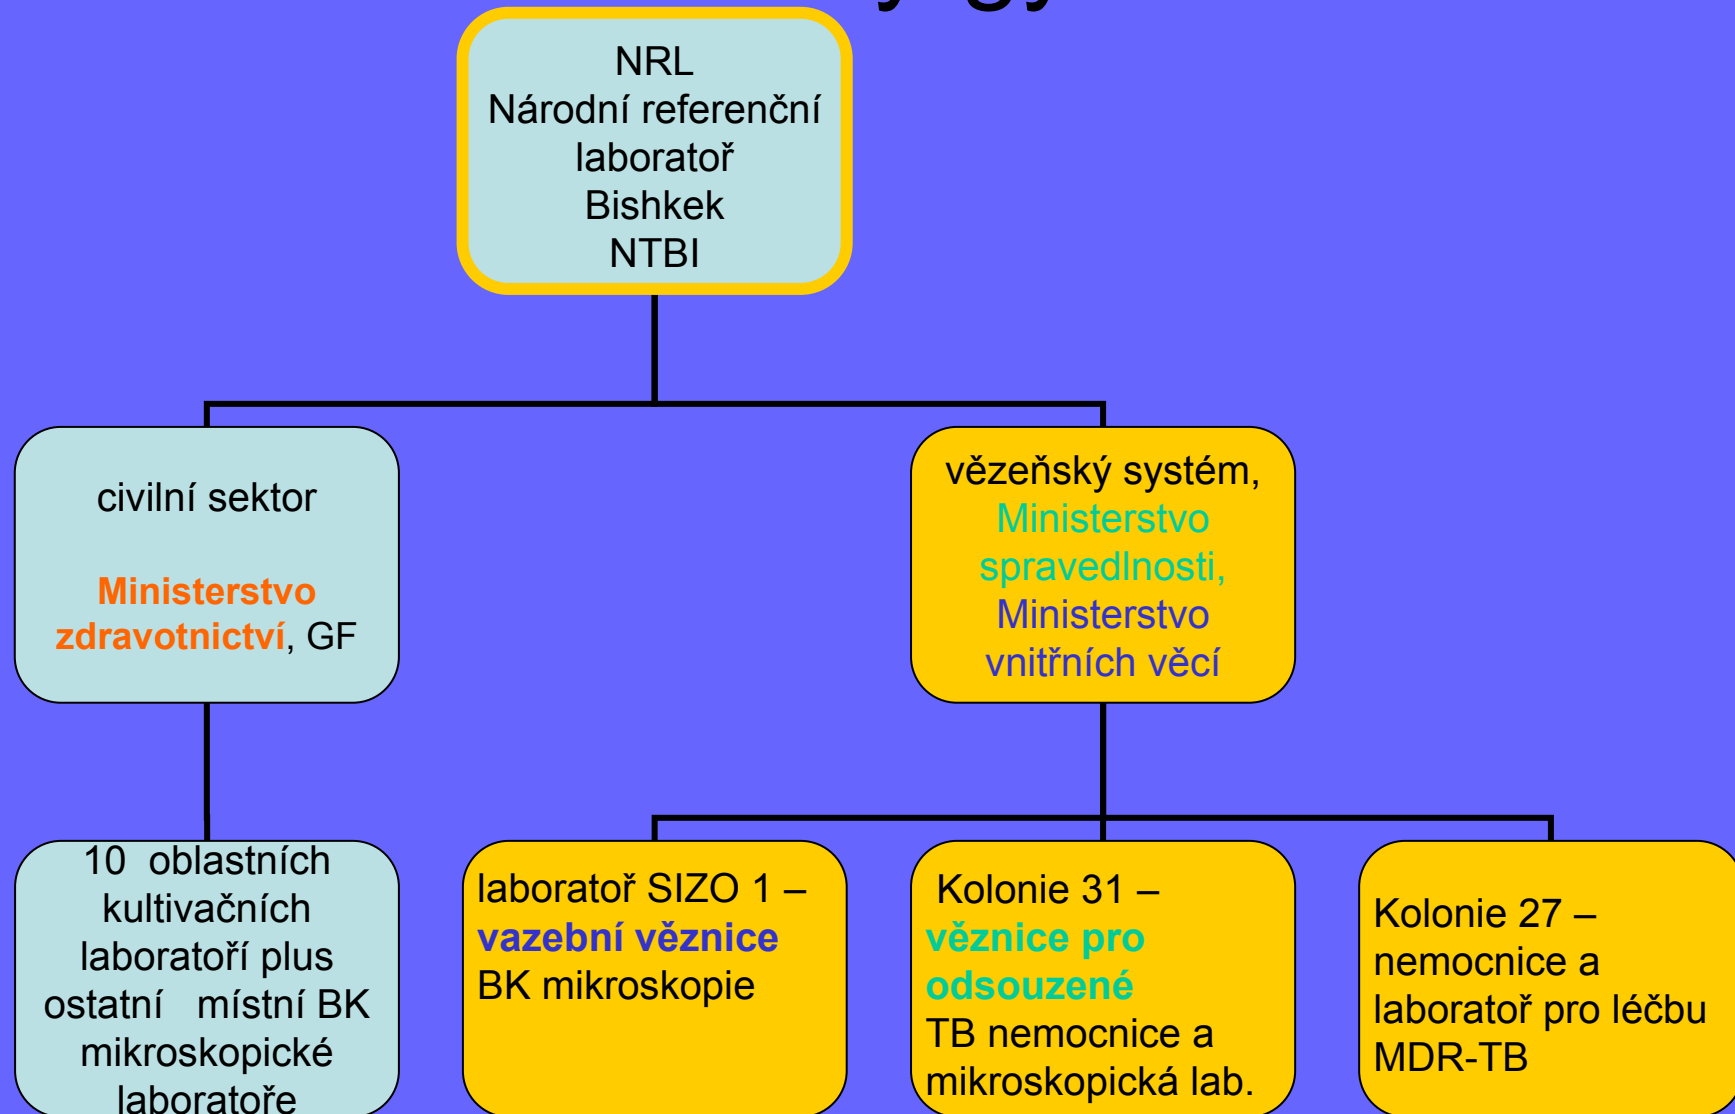 NRL
Národní referenční
laboratoř
Bishkek
NTBI
civilní sektor
Ministerstvo
zdravotnictví, GF
vězeňský systém,
Ministerstvo
spravedlnosti,
Ministerstvo
vnitřních věcí
10 oblastních
kultivačních
laboratoří plus
ostatní místní BK
mikroskopické
laboratoře
laboratoř SIZO 1 –
vazební věznice
BK mikroskopie
Kolonie 31 –
věznice pro
odsouzené
TB nemocnice a
mikroskopická lab.
Kolonie 27 –
nemocnice a
laboratoř pro léčbu
MDR-TB